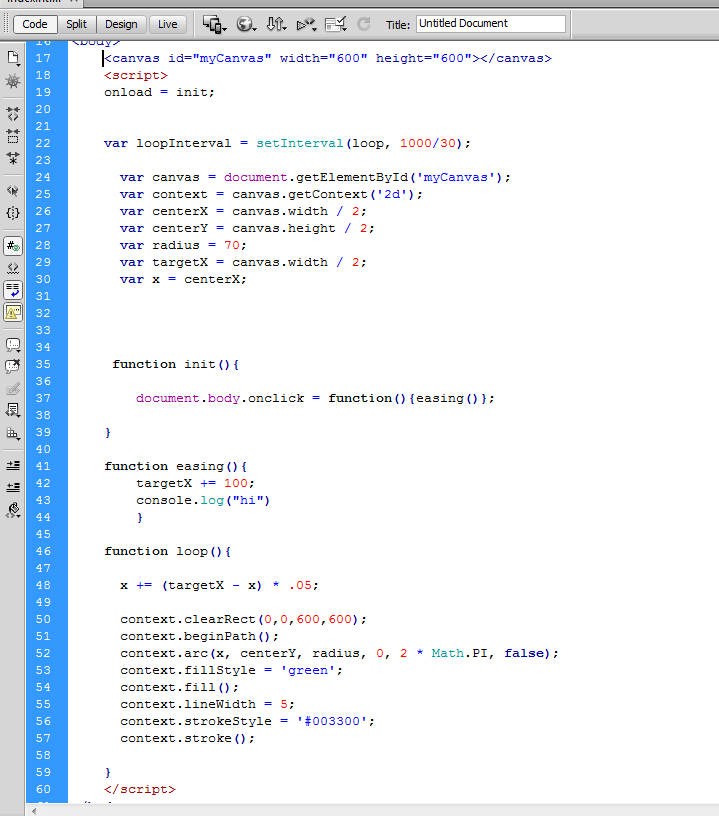 Code Split Design Live Title: Untitled Document
16 <body>
17 <canvas id="myCanvas" width="600" height="600"></canvas>
18 <script>
19 onload = init;
20
21
22 var loopInterval = setInterval(loop, 1000/30);
23
24 var canvas = document.getElementById('myCanvas');
25 var context = canvas.getContext('2d');
26 var centerX = canvas.width / 2;
27 var centerY = canvas.height / 2;
28 var radius = 70;
29 var targetX = canvas.width / 2;
30 var x = centerX;
31
32
33
34
35 function init(){
36
37 document.body.onclick = function(){easing()};
38
39 }
40
41 function easing(){
42 targetX += 100;
43 console.log("hi")
44 }
45
46 function loop(){
47
48 x += (targetX - x) * .05;
49
50 context.clearRect(0,0,600,600);
51 context.beginPath();
52 context.arc(x, centerY, radius, 0, 2 * Math.PI, false);
53 context.fillStyle = 'green';
54 context.fill();
55 context.lineWidth = 5;
56 context.strokeStyle = '#003300';
57 context.stroke();
58
59 }
60 </script>